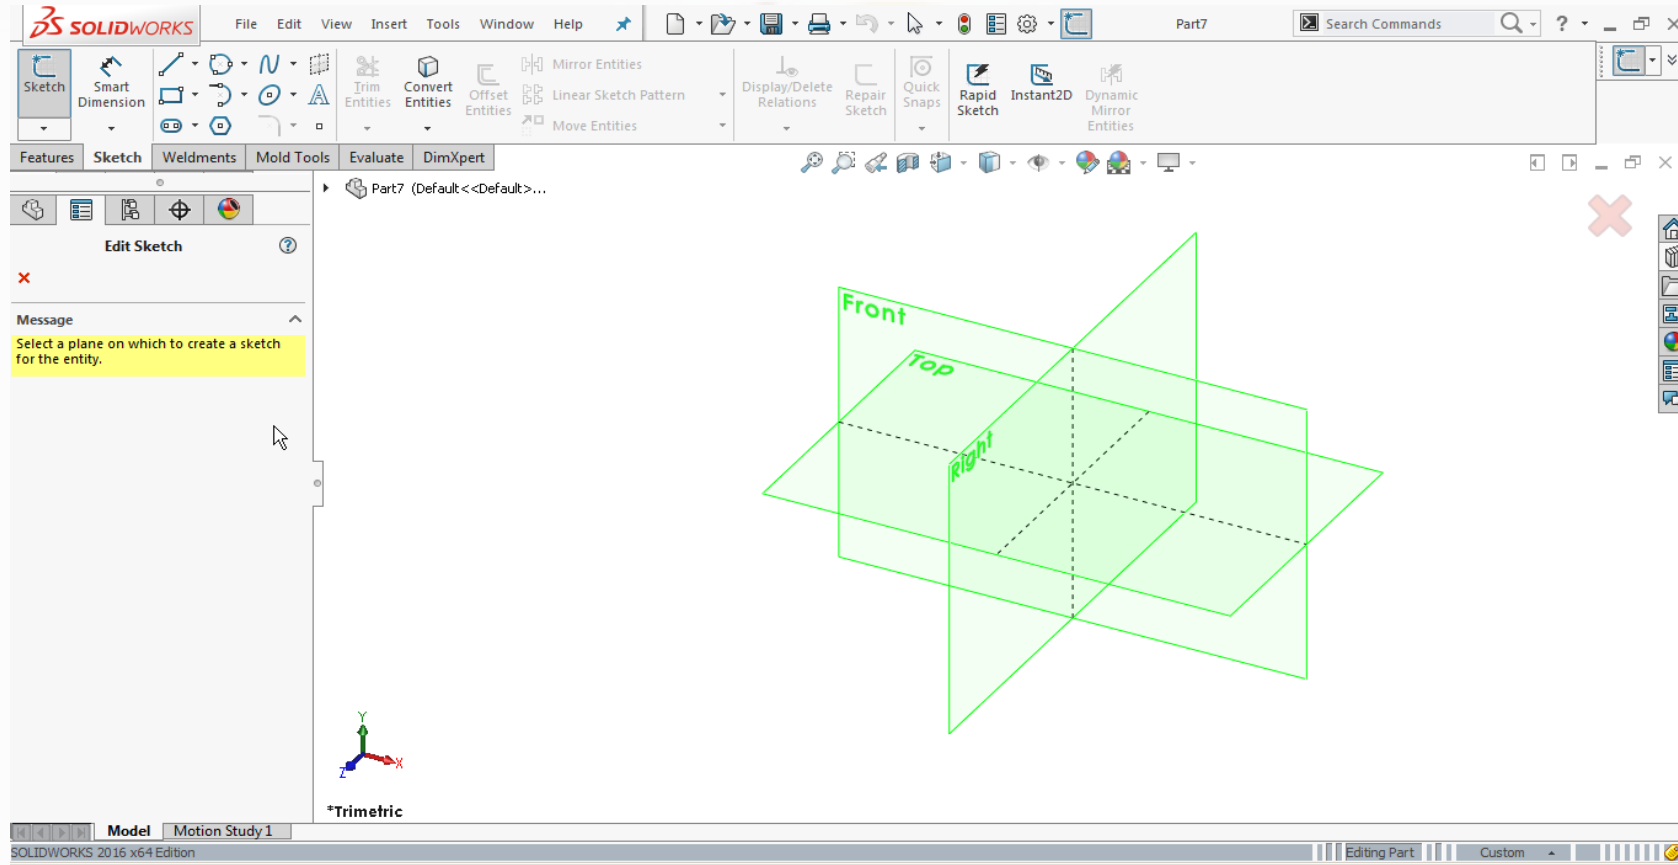 SOLIDWORKS File Edit View Insert Tools Window Help Part7 Search Commands ?
Sketch Smart Dimension Trim Entities Convert Entities Offset Entities Mirror Entities Linear Sketch Pattern Move Entities Display/Delete Relations Repair Sketch Quick Snaps Rapid Sketch Instant2D Dynamic Mirror Entities
Features Sketch Weldments Mold Tools Evaluate DimXpert
Part7 (Default<<Default>...
Edit Sketch ?
Message
Select a plane on which to create a sketch
for the entity.
Front
Top
Right
Y
X
Z
*Trimetric
Model Motion Study 1
SOLIDWORKS 2016 x64 Edition Editing Part Custom